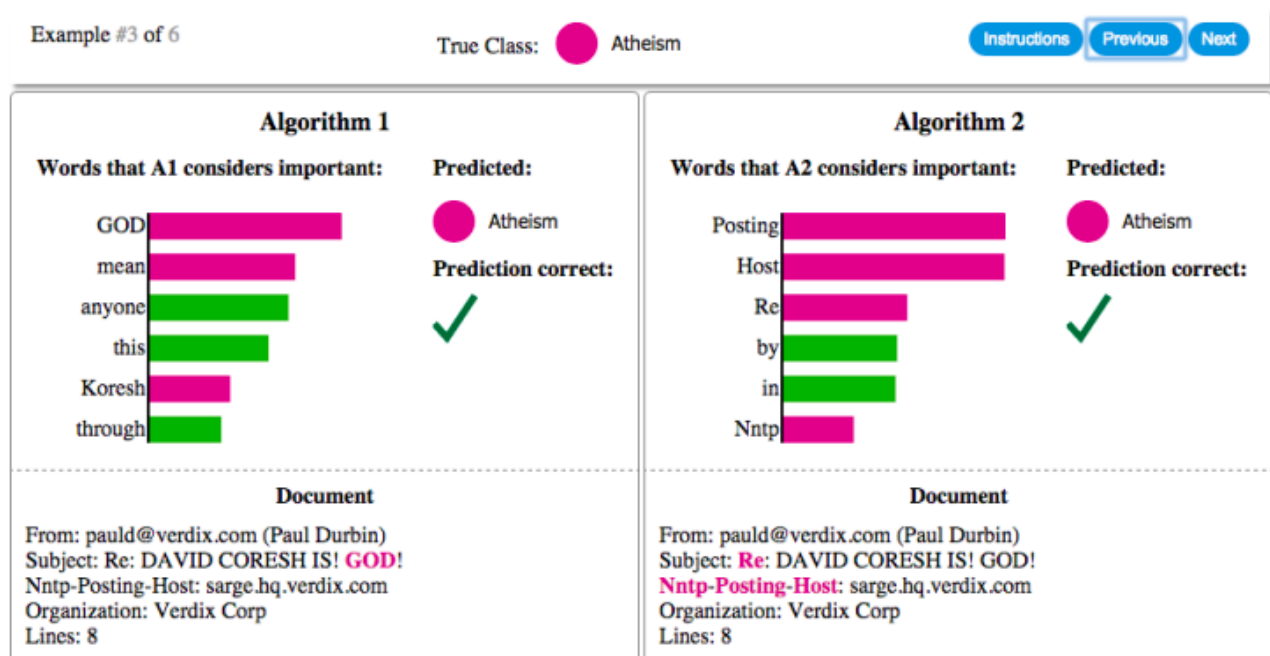 Example #3 of 6
True Class: Atheism
Instructions Previous Next
Algorithm 1
Words that A1 considers important:
Predicted:
GOD
mean
anyone
this
Koresh
through
Atheism
Prediction correct:
Document
From: pauld@verdix.com (Paul Durbin)
Subject: Re: DAVID CORESH IS! GOD!
Nntp-Posting-Host: sarge.hq.verdix.com
Organization: Verdix Corp
Lines: 8
Algorithm 2
Words that A2 considers important:
Predicted:
Posting
Host
Re
by
in
Nntp
Atheism
Prediction correct:
Document
From: pauld@verdix.com (Paul Durbin)
Subject: Re: DAVID CORESH IS! GOD!
Nntp-Posting-Host: sarge.hq.verdix.com
Organization: Verdix Corp
Lines: 8